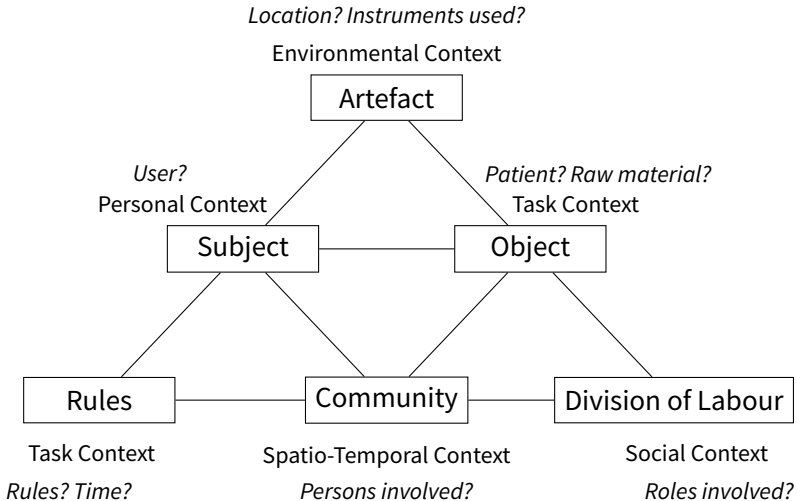 Location? Instruments used?
Environmental Context
Artefact
User?
Personal Context
Subject
Patient? Raw material?
Task Context
Object
Rules
Task Context
Rules? Time?
Community
Spatio-Temporal Context
Persons involved?
Division of Labour
Social Context
Roles involved?